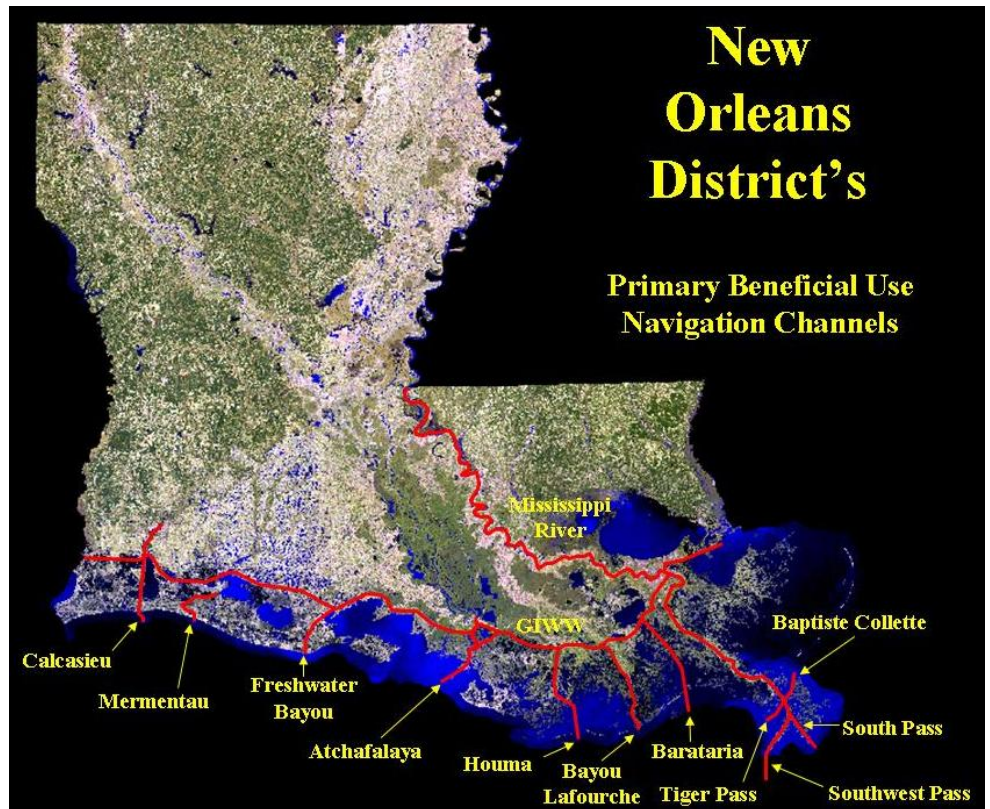 New
Orleans
District's
Primary Beneficial Use
Navigation Channels
Mississippi
River
GIWW
Baptiste Collette
Calcasieu
Mermentau
Freshwater
Bayou
Atchafalaya
Houma
Bayou
Lafourche
Barataria
Tiger Pass
South Pass
Southwest Pass